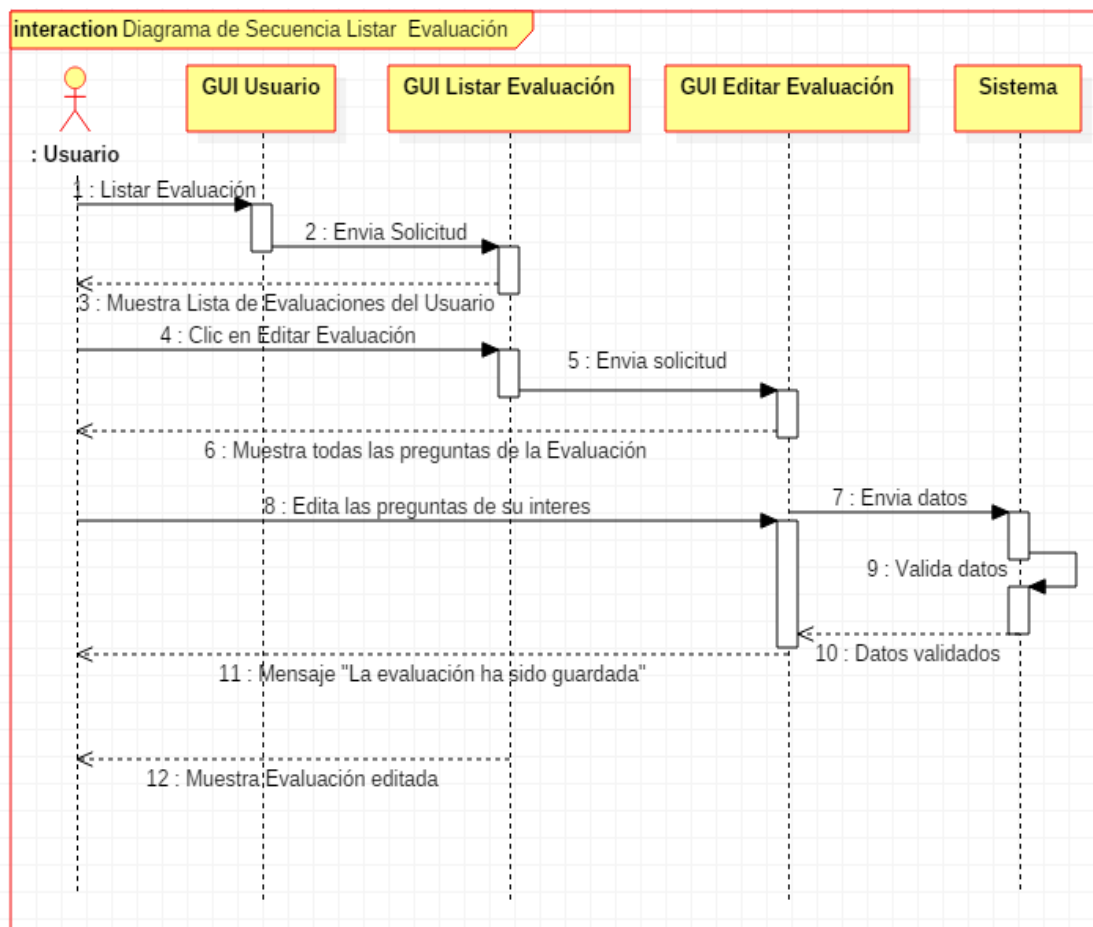 interaction Diagrama de Secuencia Listar Evaluación
GUI Usuario
GUI Listar Evaluación
GUI Editar Evaluación
Sistema
: Usuario
1 : Listar Evaluación
2 : Envia Solicitud
3 : Muestra Lista de Evaluaciones del Usuario
4 : Clic en Editar Evaluación
5 : Envia solicitud
6 : Muestra todas las preguntas de la Evaluación
7 : Envia datos
8 : Edita las preguntas de su interes
9 : Valida datos
10 : Datos validados
11 : Mensaje "La evaluación ha sido guardada"
12 : Muestra Evaluación editada